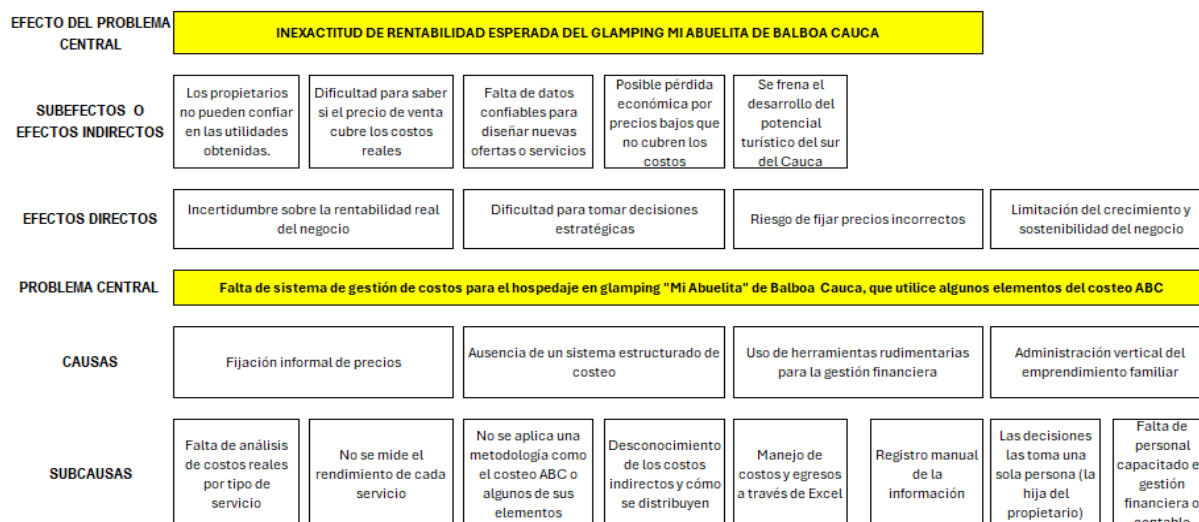 EFECTO DEL PROBLEMA
CENTRAL
INEXACTITUD DE RENTABILIDAD ESPERADA DEL GLAMPING MI ABUELITA DE BALBOA CAUCA
SUBEFECTOS O
EFECTOS INDIRECTOS
Los propietarios
no pueden confiar
en las utilidades
obtenidas.
Dificultad para saber
si el precio de venta
cubre los costos
reales
Falta de datos
confiables para
diseñar nuevas
ofertas o servicios
Posible pérdida
económica por
precios bajos que
no cubren los
costos
Se frena el
desarrollo del
potencial
turístico del sur
del Cauca
EFECTOS DIRECTOS
Incertidumbre sobre la rentabilidad real
del negocio
Dificultad para tomar decisiones
estratégicas
Riesgo de fijar precios incorrectos
Limitación del crecimiento y
sostenibilidad del negocio
PROBLEMA CENTRAL
Falta de sistema de gestión de costos para el hospedaje en glamping "Mi Abuelita" de Balboa Cauca, que utilice algunos elementos del costeo ABC
CAUSAS
Fijación informal de precios
Ausencia de un sistema estructurado de
costeo
Uso de herramientas rudimentarias
para la gestión financiera
Administración vertical del
emprendimiento familiar
SUBCAUSAS
Falta de análisis
de costos reales
por tipo de
servicio
No se mide el
rendimiento de cada
servicio
No se aplica una
metodología como
el costeo ABC o
algunos de sus
elementos
Desconocimiento
de los costos
indirectos y cómo
se distribuyen
Manejo de
costos y egresos
a través de Excel
Registro manual
de la
información
Las decisiones
las toma una
sola persona (la
hija del
propietario)
Falta de
personal
capacitado e
gestión
financiera o